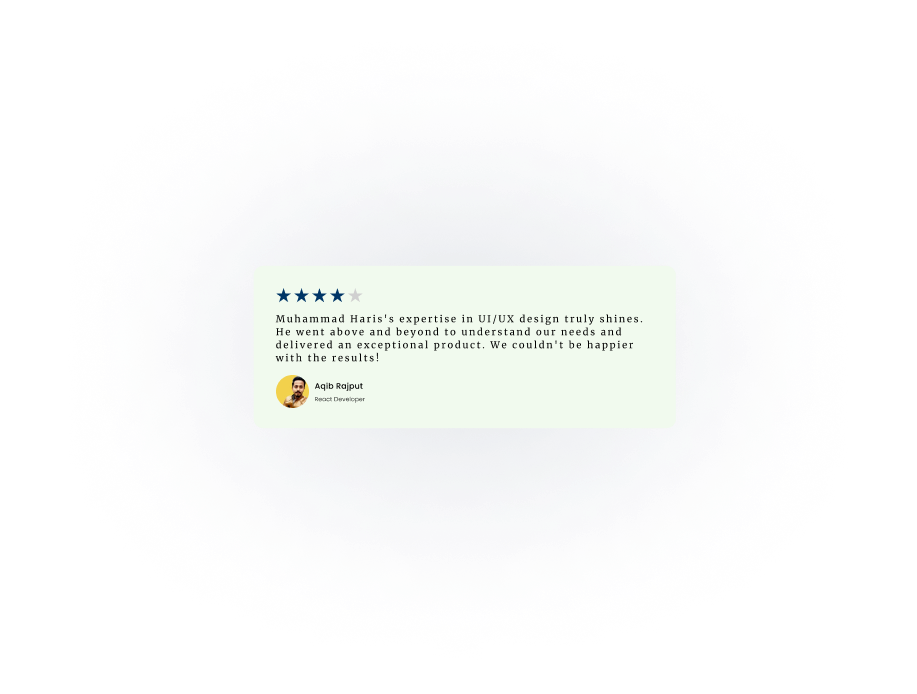 Muhammad Haris's expertise in UI/UX design truly shines.
He went above and beyond to understand our needs and
delivered an exceptional product. We couldn't be happier
with the results!
Aqib Rajput
React Developer